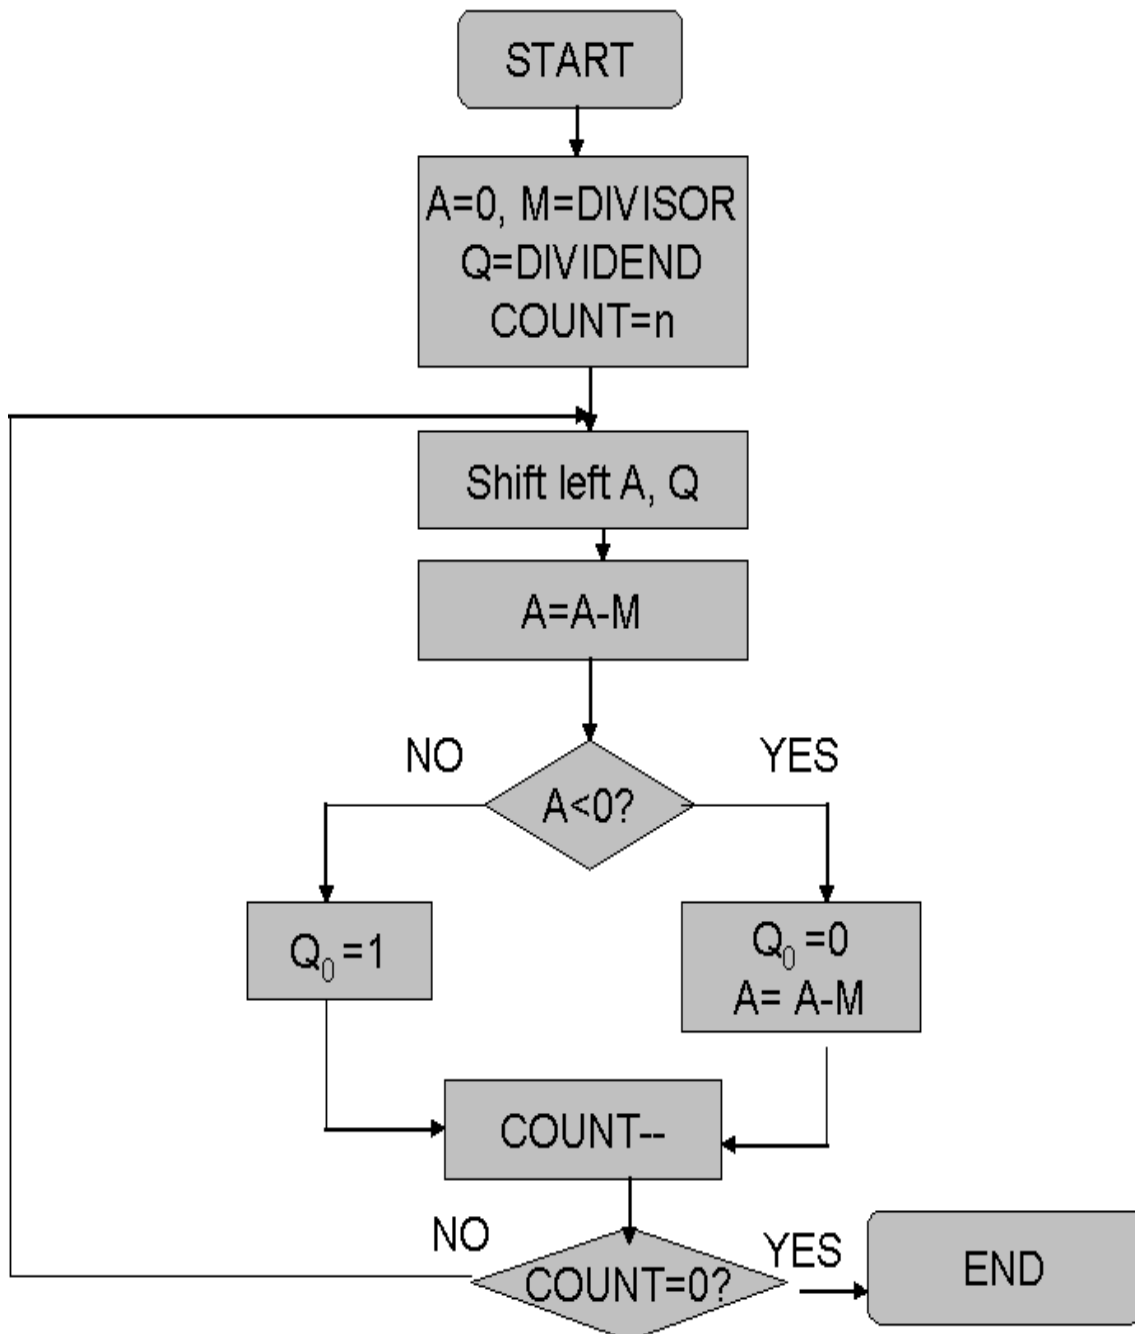 START
A=0, M=DIVISOR
Q=DIVIDEND
COUNT=n
Shift left A, Q
A=A-M
NO
YES
A<0?
Q0=1
Q0=0
A= A-M
COUNT--
NO
YES
COUNT=0?
END